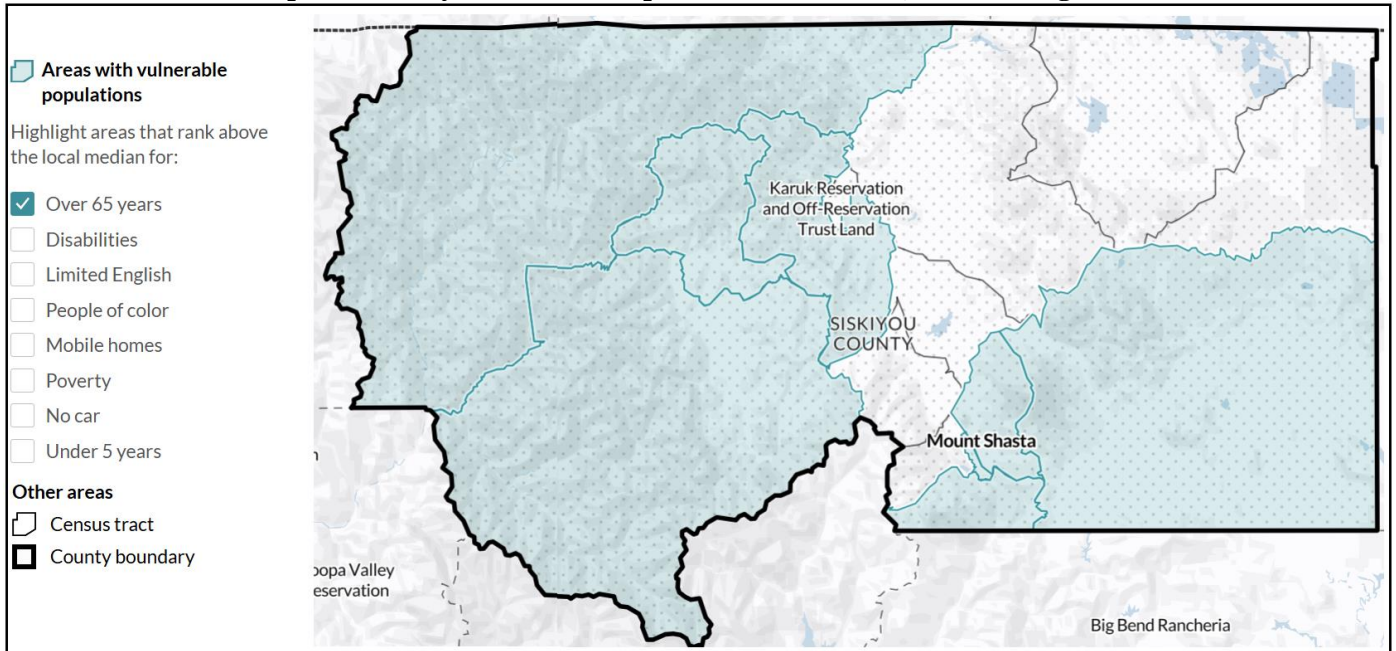 Areas with vulnerable
populations
Highlight areas that rank above
the local median for:
Over 65 years
Disabilities
Limited English
People of color
Mobile homes
Poverty
No car
Under 5 years
Other areas
Census tract
County boundary
Karuk Reservation
and Off-Reservation
Trust Land
SISKIYOU
COUNTY
Mount Shasta
oopa Valley
eservation
Big Bend Rancheria